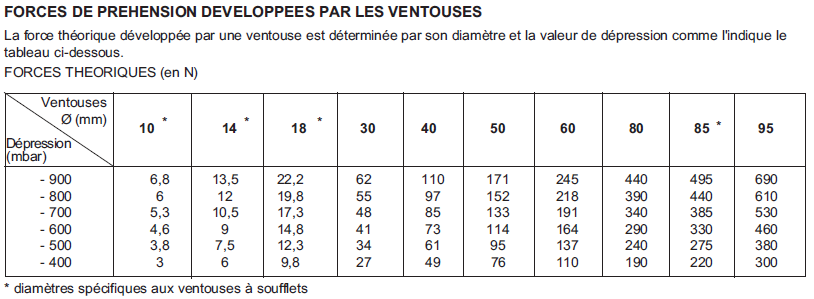 FORCES DE PREHENSION DEVELOPPEES PAR LES VENTOUSES
La force théorique développée par une ventouse est déterminée par son diamètre et la valeur de dépression comme l'indique le
tableau ci-dessous.
FORCES THEORIQUES (en N)
Ventouses
Ø (mm)
Dépression
(mbar)
10 * 14 * 18 * 30 40 50 60 80 85 * 95
- 900 6,8 13,5 22,2 62 110 171 245 440 495 690
- 800 6 12 19,8 55 97 152 218 390 440 610
- 700 5,3 10,5 17,3 48 85 133 191 340 385 530
- 600 4,6 9 14,8 41 73 114 164 290 330 460
- 500 3,8 7,5 12,3 34 61 95 137 240 275 380
- 400 3 6 9,8 27 49 76 110 190 220 300
* diamètres spécifiques aux ventouses à soufflets